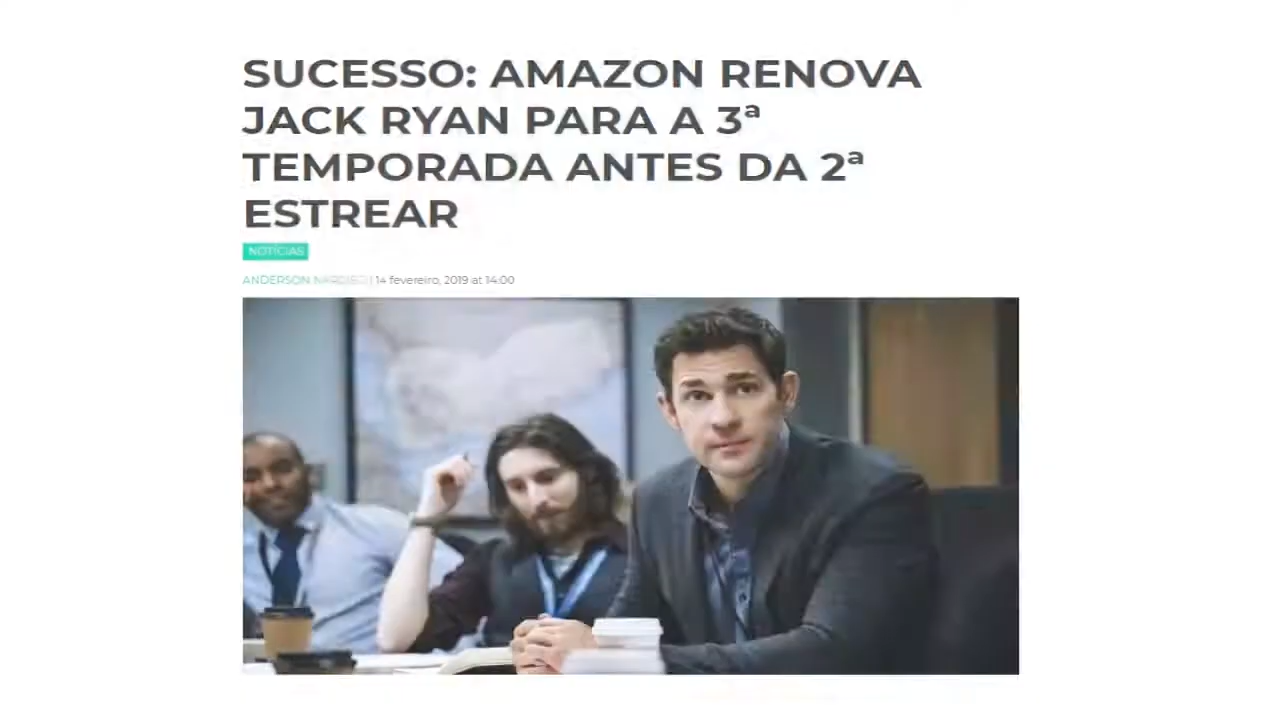 SUCESSO: AMAZON RENOVA
JACK RYAN PARA A 3ª
TEMPORADA ANTES DA 2ª
ESTREAR
NOTÍCIAS
ANDERSON | 14 fevereiro, 2019 at 14:00